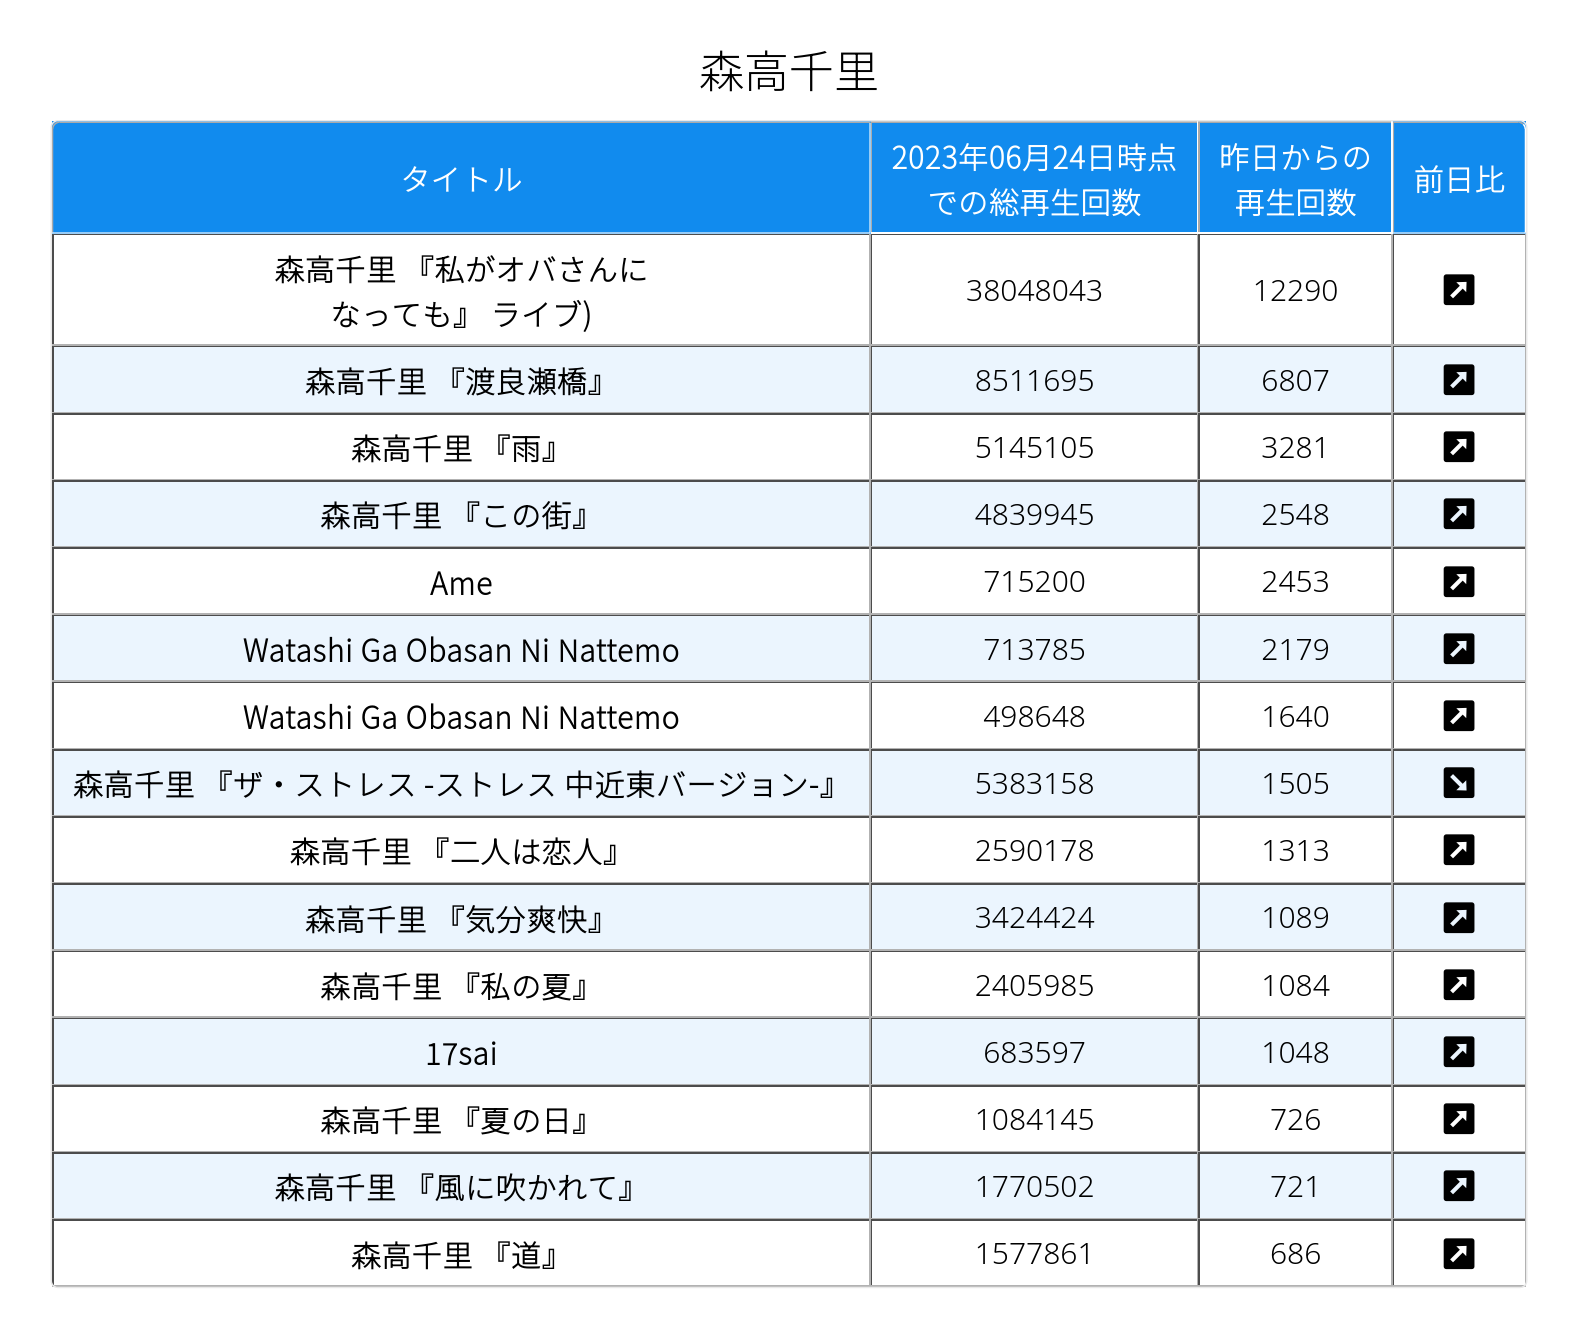 森高千里
タイトル
2023年06月24日時点
での総再生回数
昨日からの
再生回数
前日比
森高千里 『私がオバさんに
なっても』 ライブ)
38048043
12290
森高千里 『渡良瀬橋』
8511695
6807
森高千里 『雨』
5145105
3281
森高千里 『この街』
4839945
2548
Ame
715200
2453
Watashi Ga Obasan Ni Nattemo
713785
2179
Watashi Ga Obasan Ni Nattemo
498648
1640
森高千里 『ザ・ストレス -ストレス 中近東バージョン-』
5383158
1505
森高千里 『二人は恋人』
2590178
1313
森高千里 『気分爽快』
3424424
1089
森高千里 『私の夏』
2405985
1084
17sai
683597
1048
森高千里 『夏の日』
1084145
726
森高千里 『風に吹かれて』
1770502
721
森高千里 『道』
1577861
686